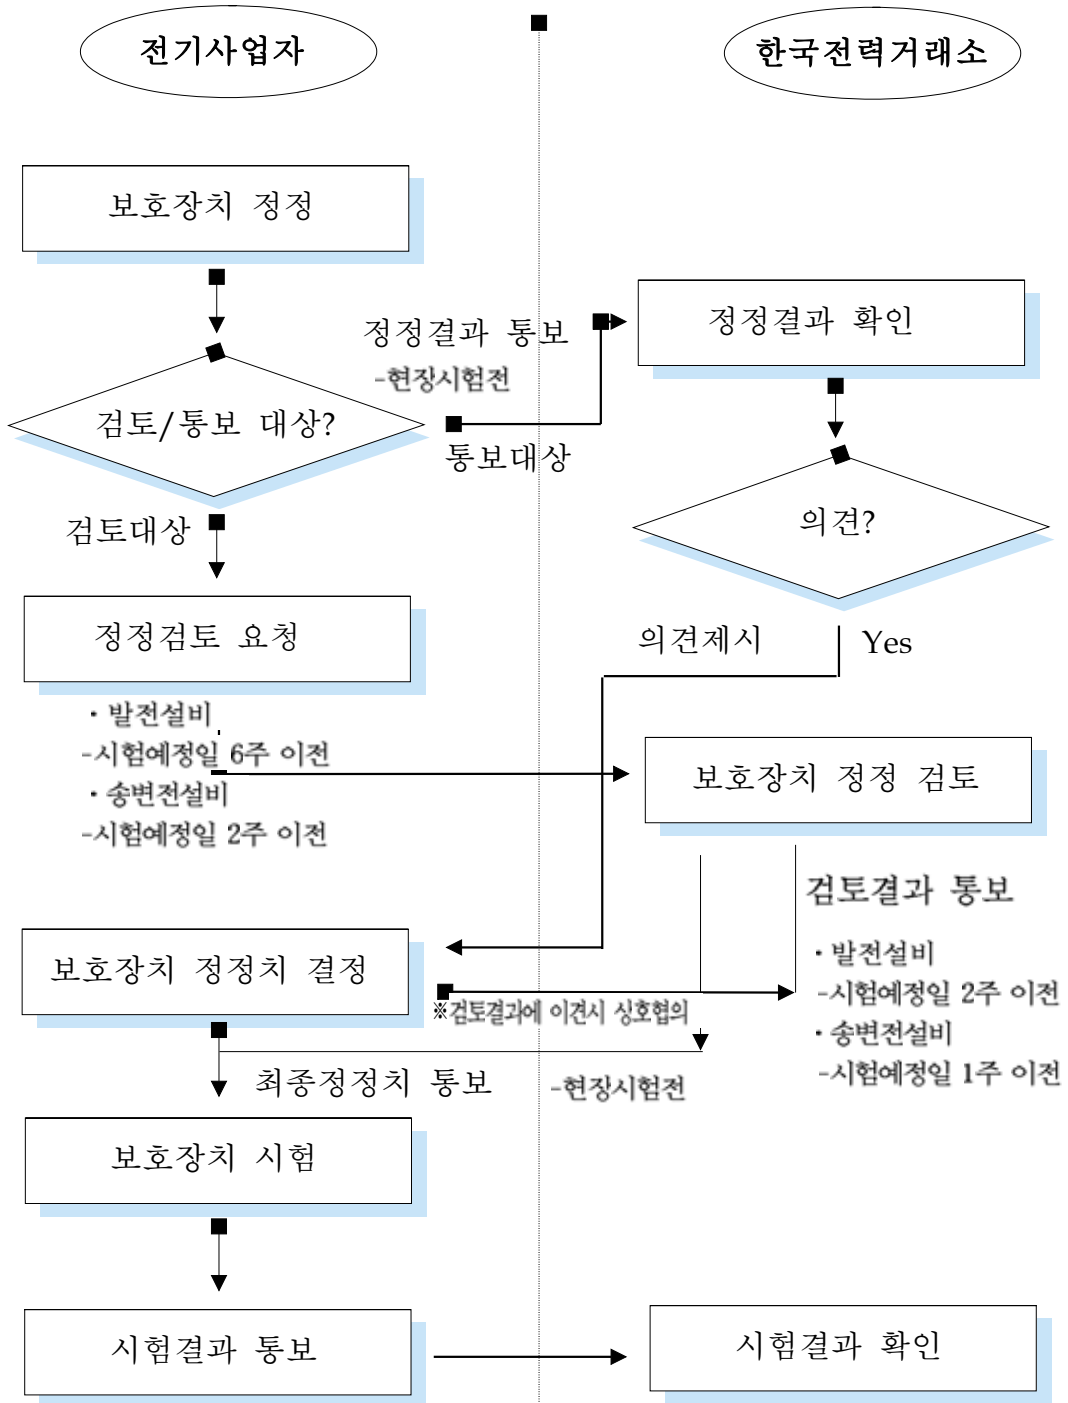 전기사업자
한국전력거래소
보호장치 정정
정정결과 통보
-현장시험전
정정결과 확인
검토/통보 대상?
통보대상
검토대상
의견?
정정검토 요청
의견제시
Yes
· 발전설비
-시험예정일 6주 이전
· 송변전설비
-시험예정일 2주 이전
보호장치 정정 검토
검토결과 통보
· 발전설비
-시험예정일 2주 이전
· 송변전설비
-시험예정일 1주 이전
보호장치 정정치 결정
※검토결과에 이견시 상호협의
최종정정치 통보
-현장시험전
보호장치 시험
시험결과 통보
시험결과 확인